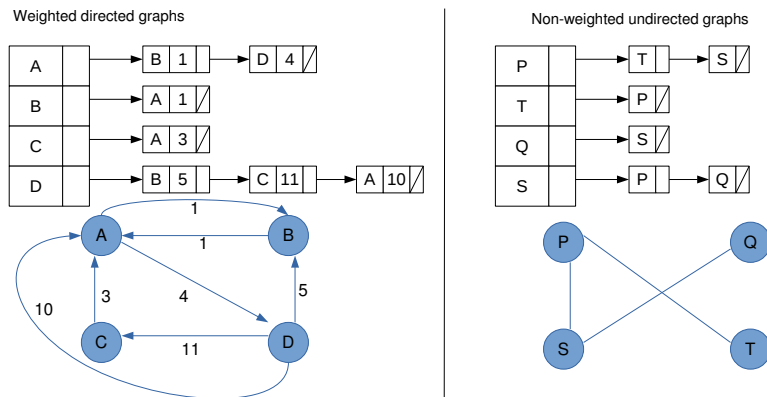 Weighted directed graphs
A B 1 D 4
B A 1
C A 3
D B 5 C 11 A 10
1
A B
1
4
3 5
10
C D
11
Non-weighted undirected graphs
P T S
T P
Q S
S P Q
P Q
S T